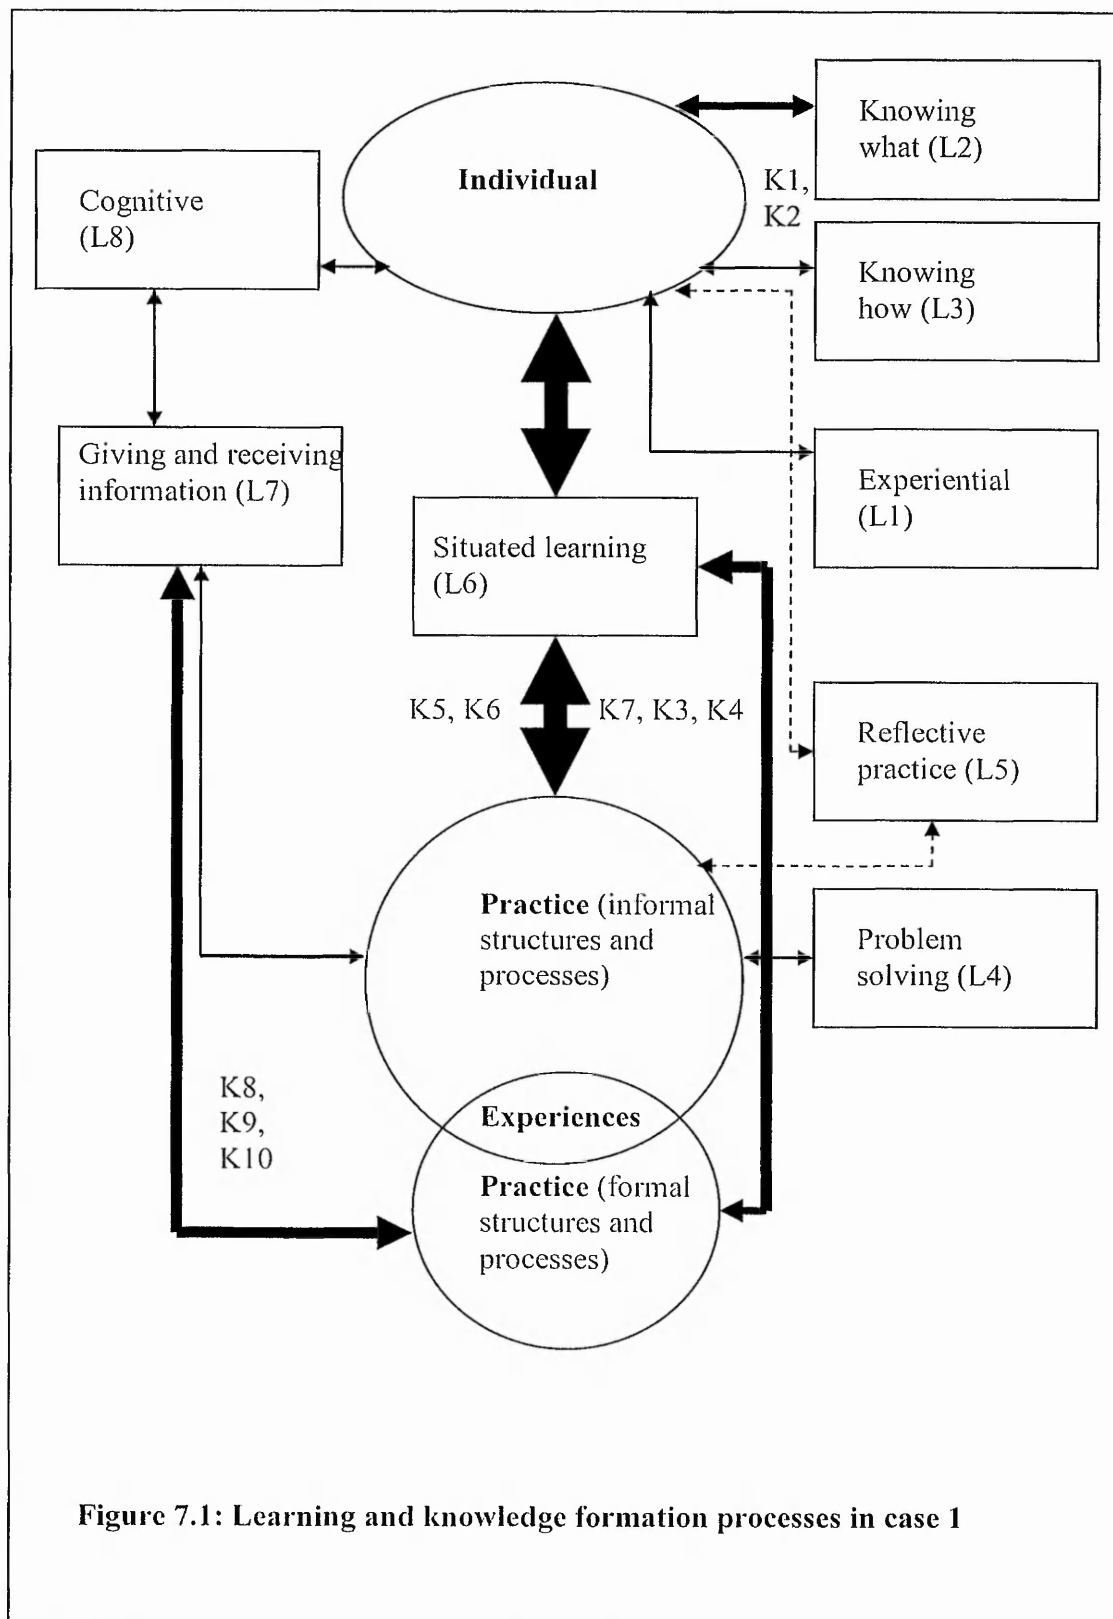 Individual
Knowing
what (L2)
K1,
K2
Cognitive
(L8)
Knowing
how (L3)
Giving and receiving
information (L7)
Experiential
(L1)
Situated learning
(L6)
K5, K6
K7, K3, K4
Reflective
practice (L5)
Practice (informal
structures and
processes)
Problem
solving (L4)
K8,
K9,
K10
Experiences
Practice (formal
structures and
processes)
Figure 7.1: Learning and knowledge formation processes in case 1